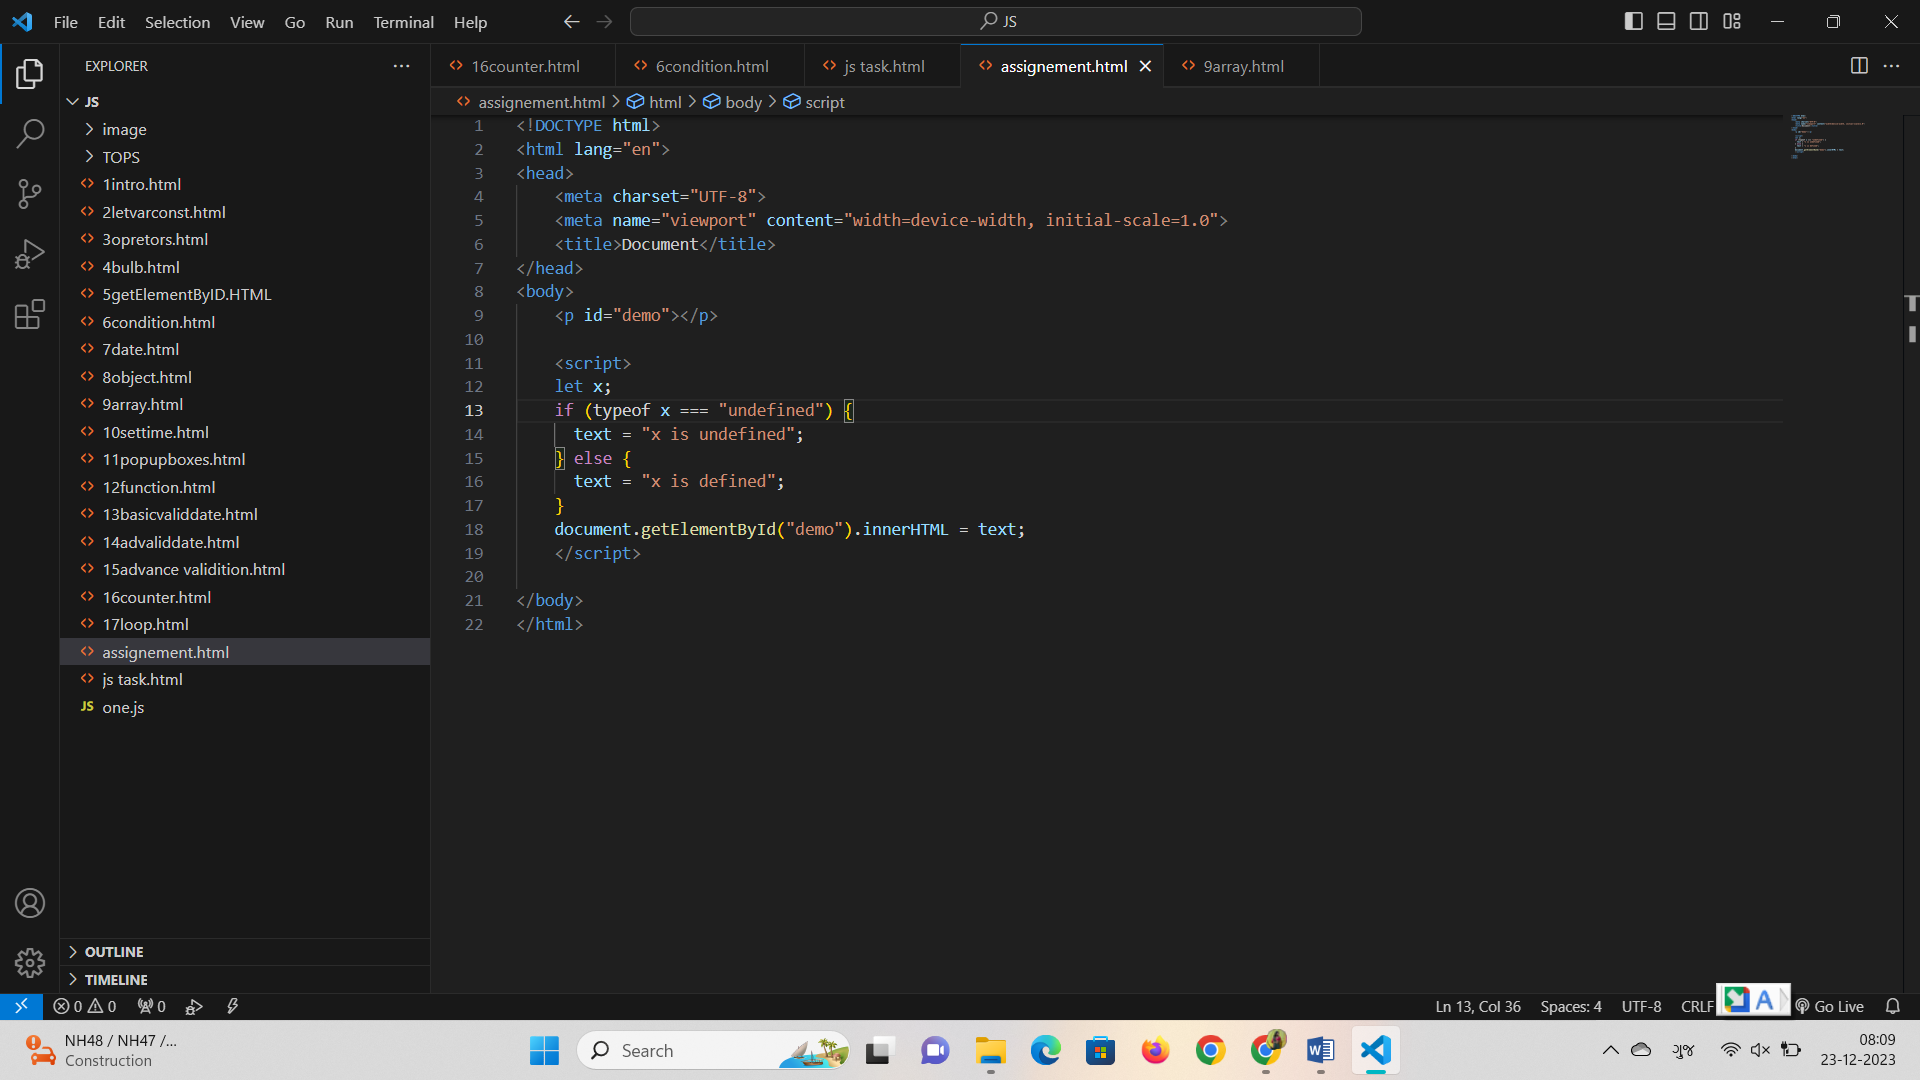 File Edit Selection View Go Run Terminal Help
JS
EXPLORER
16counter.html 6condition.html js task.html assignement.html 9array.html
assignement.html > html > body > script
JS
image
TOPS
1intro.html
2letvarconst.html
3opretors.html
4bulb.html
5getElementByID.HTML
6condition.html
7date.html
8object.html
9array.html
10settime.html
11popupboxes.html
12function.html
13basicvaliddate.html
14advaliddate.html
15advance validition.html
16counter.html
17loop.html
assignement.html
js task.html
JS one.js
OUTLINE
TIMELINE
1 <!DOCTYPE html>
2 <html lang="en">
3 <head>
4 <meta charset="UTF-8">
5 <meta name="viewport" content="width=device-width, initial-scale=1.0">
6 <title>Document</title>
7 </head>
8 <body>
9 <p id="demo"></p>
10
11 <script>
12 let x;
13 if (typeof x === "undefined") {
14 text = "x is undefined";
15 } else {
16 text = "x is defined";
17 }
18 document.getElementById("demo").innerHTML = text;
19 </script>
20
21 </body>
22 </html>
0 0 0 Ln 13, Col 36 Spaces: 4 UTF-8 CRLF A Go Live
NH48 / NH47 /...
Construction
Search
ગુજ
08:09
23-12-2023